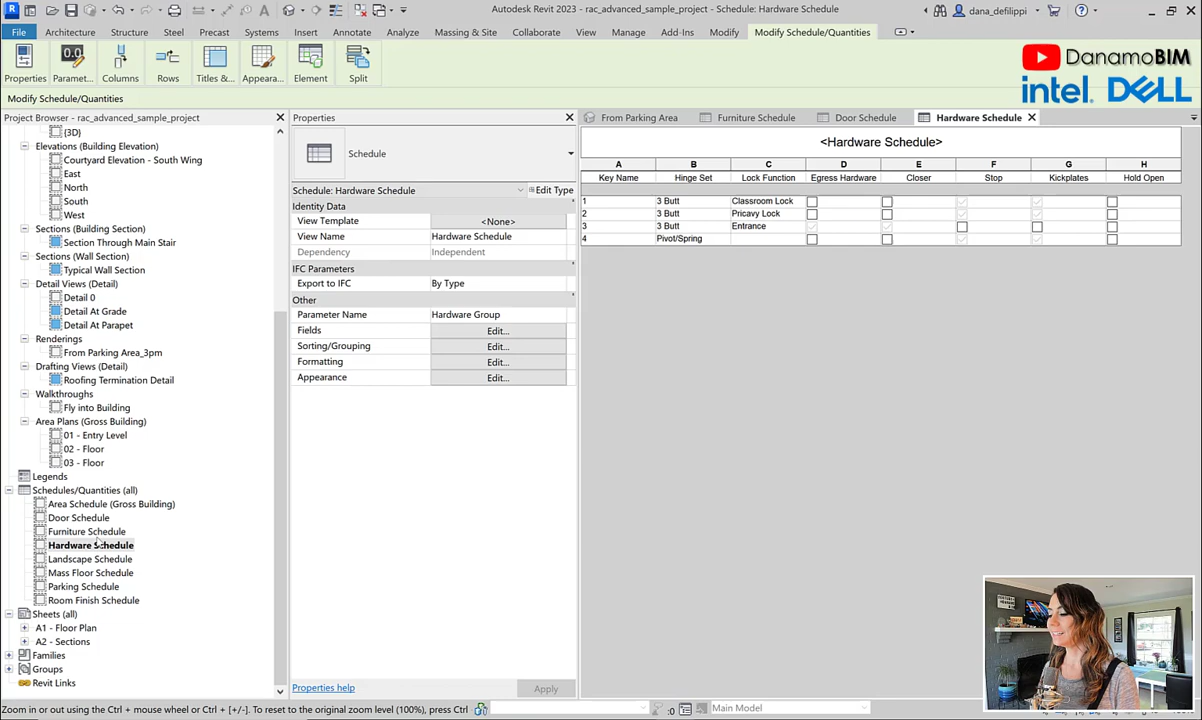 Autodesk Revit 2023 - rac_advanced_sample_project - Schedule: Hardware Schedule
dana_defilippi
File Architecture Structure Steel Precast Systems Insert Annotate Analyze Massing & Site Collaborate View Manage Add-Ins Modify Modify Schedule/Quantities
Properties Paramet... Columns Rows Titles &... Appeara... Element Split
DanamoBIM
intel. DELL
Modify Schedule/Quantities
Project Browser - rac_advanced_sample_project
{3D}
Elevations (Building Elevation)
Courtyard Elevation - South Wing
East
North
South
West
Sections (Building Section)
Section Through Main Stair
Sections (Wall Section)
Typical Wall Section
Detail Views (Detail)
Detail 0
Detail At Grade
Detail At Parapet
Renderings
From Parking Area_3pm
Drafting Views (Detail)
Roofing Termination Detail
Walkthroughs
Fly into Building
Area Plans (Gross Building)
01 - Entry Level
02 - Floor
03 - Floor
Legends
Schedules/Quantities (all)
Area Schedule (Gross Building)
Door Schedule
Furniture Schedule
Hardware Schedule
Landscape Schedule
Mass Floor Schedule
Parking Schedule
Room Finish Schedule
Sheets (all)
A1 - Floor Plan
A2 - Sections
Families
Groups
Revit Links
Properties
Schedule
Schedule: Hardware Schedule Edit Type
Identity Data
View Template <None>
View Name Hardware Schedule
Dependency Independent
IFC Parameters
Export to IFC By Type
Other
Parameter Name Hardware Group
Fields Edit...
Sorting/Grouping Edit...
Formatting Edit...
Appearance Edit...
Properties help Apply
From Parking Area Furniture Schedule Door Schedule Hardware Schedule
<Hardware Schedule>
A B C D E F G H
Key Name Hinge Set Lock Function Egress Hardware Closer Stop Kickplates Hold Open
1 3 Butt Classroom Lock
2 3 Butt Pricavy Lock
3 3 Butt Entrance
4 Pivot/Spring
Zoom in or out using the Ctrl + mouse wheel or Ctrl + [+/-]. To reset to the original zoom level (100%), press Ctrl
:0 Main Model